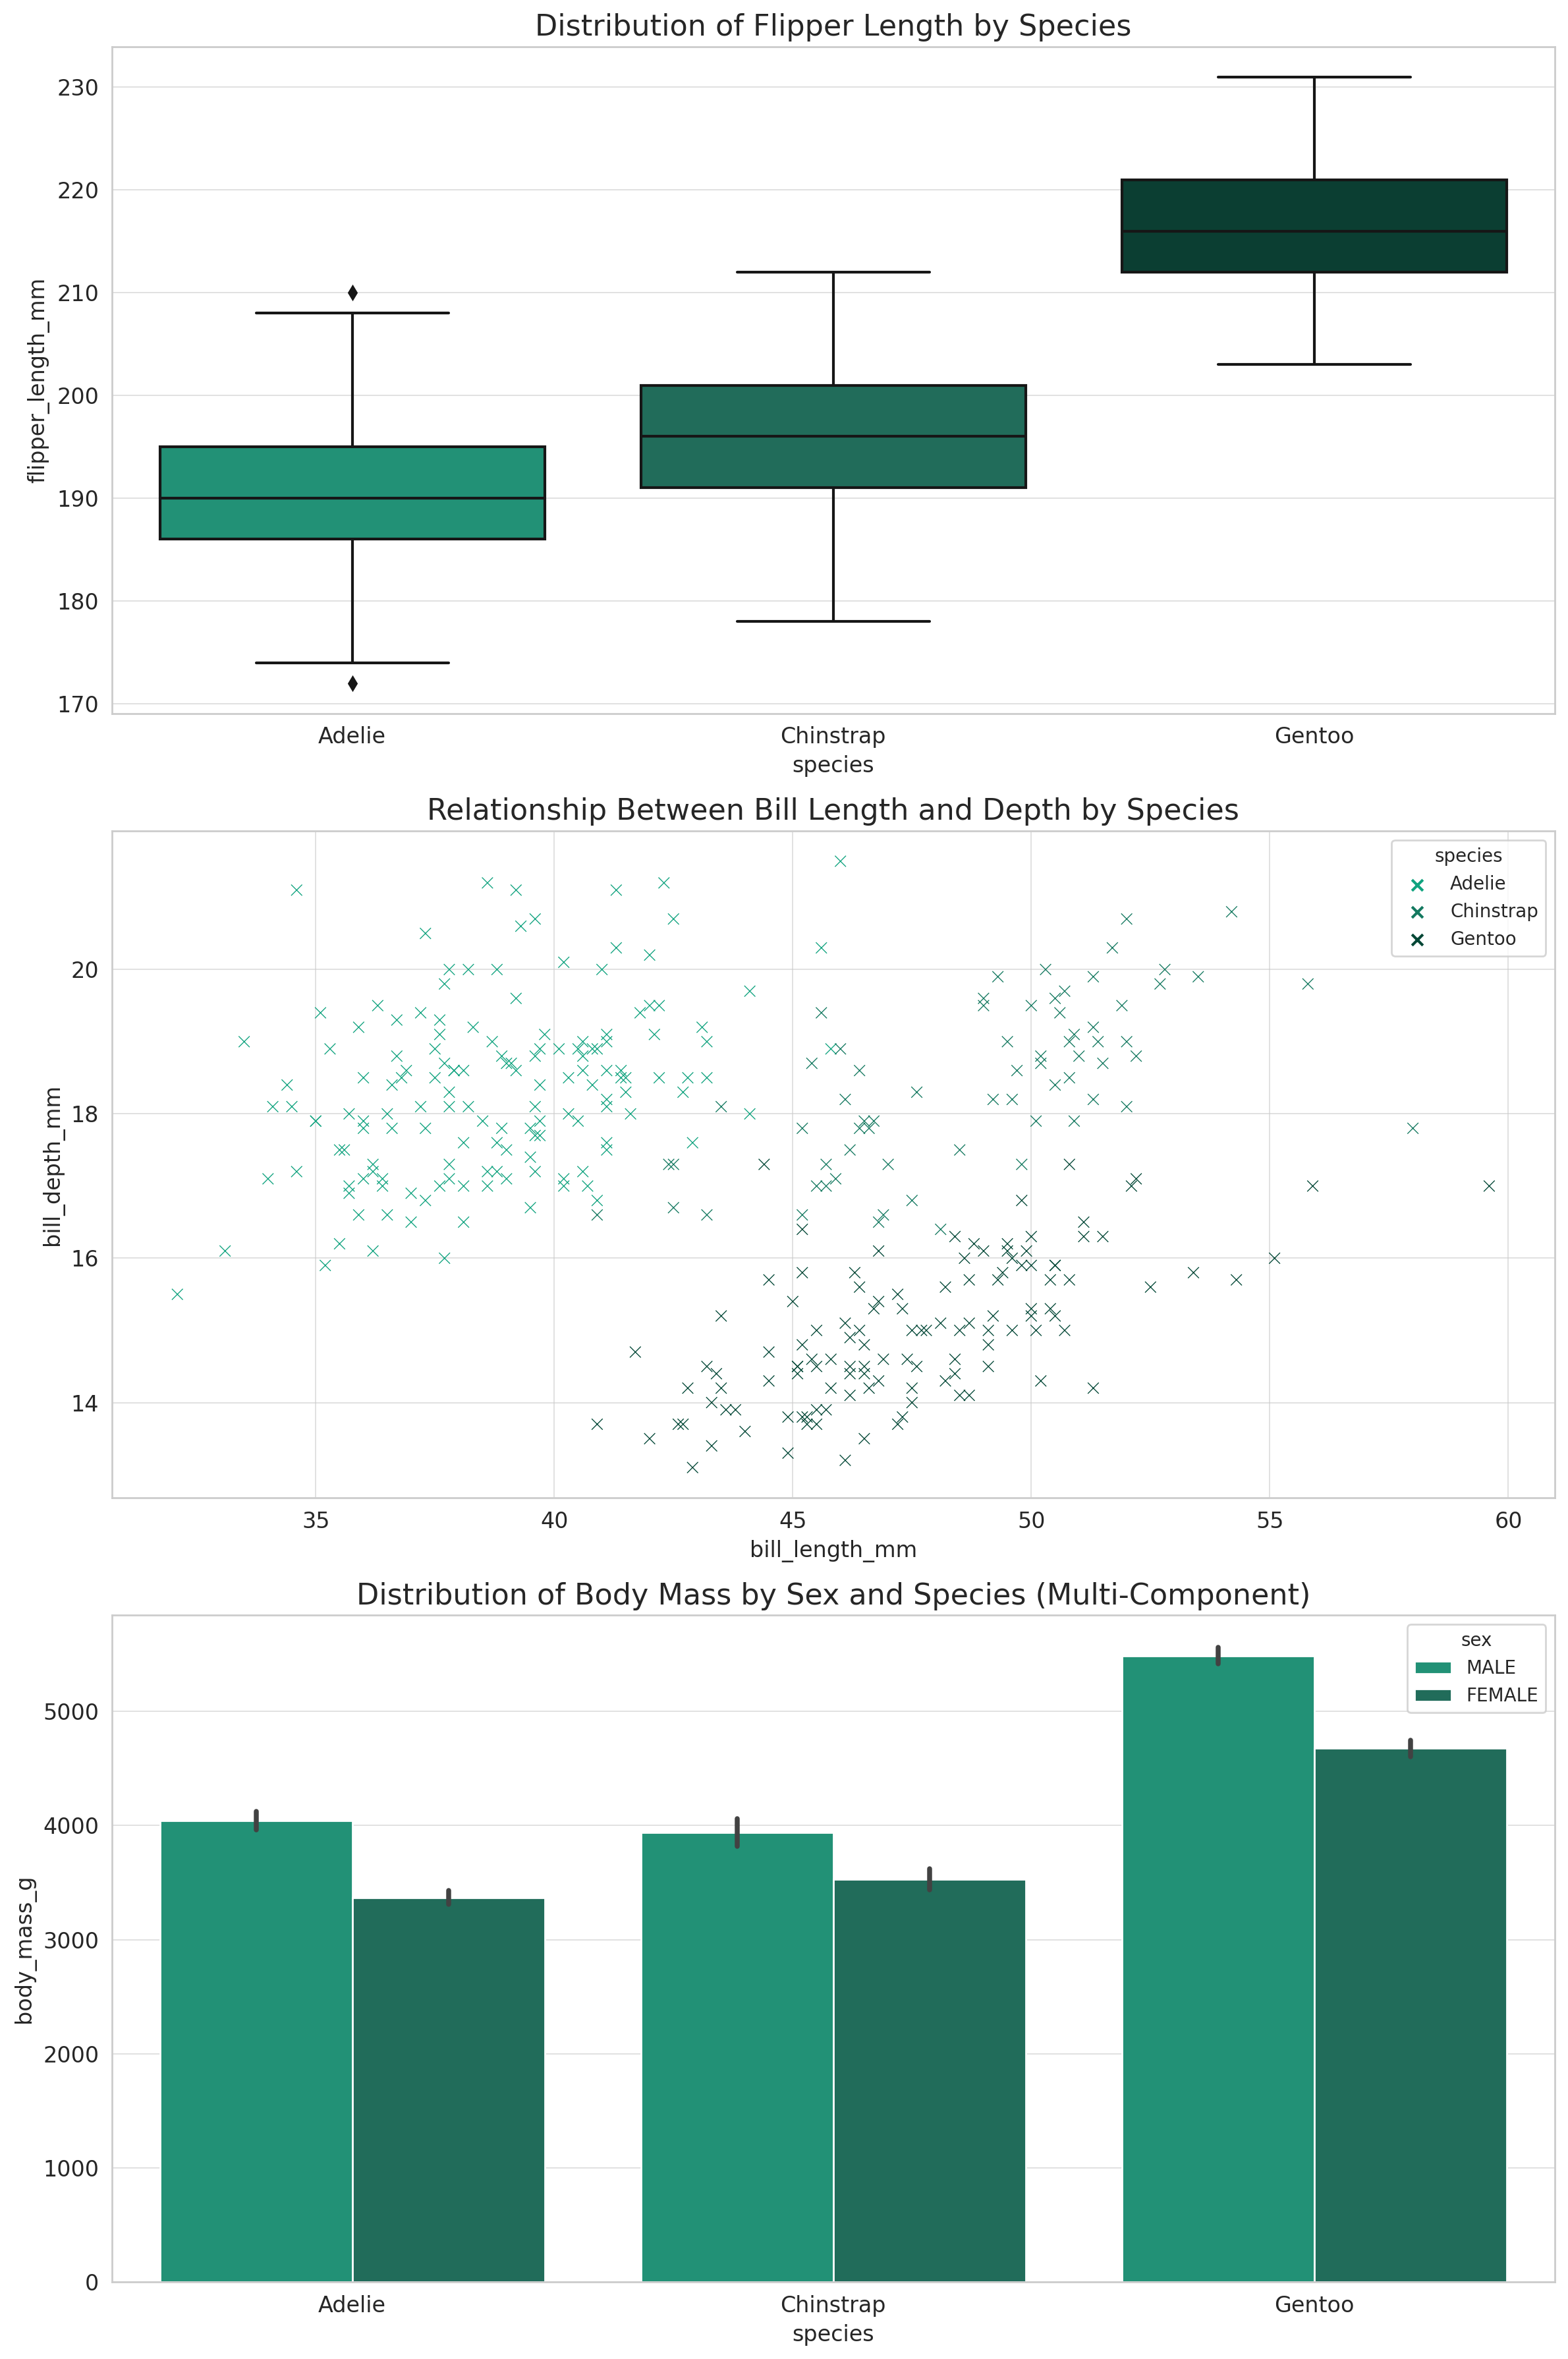 Distribution of Flipper Length by Species
flipper_length_mm
230
220
210
200
190
180
170
Adelie
Chinstrap
Gentoo
species
Relationship Between Bill Length and Depth by Species
bill_depth_mm
20
18
16
14
species
Adelie
Chinstrap
Gentoo
35
40
45
50
55
60
bill_length_mm
Distribution of Body Mass by Sex and Species (Multi-Component)
body_mass_g
5000
4000
3000
2000
1000
0
sex
MALE
FEMALE
Adelie
Chinstrap
Gentoo
species